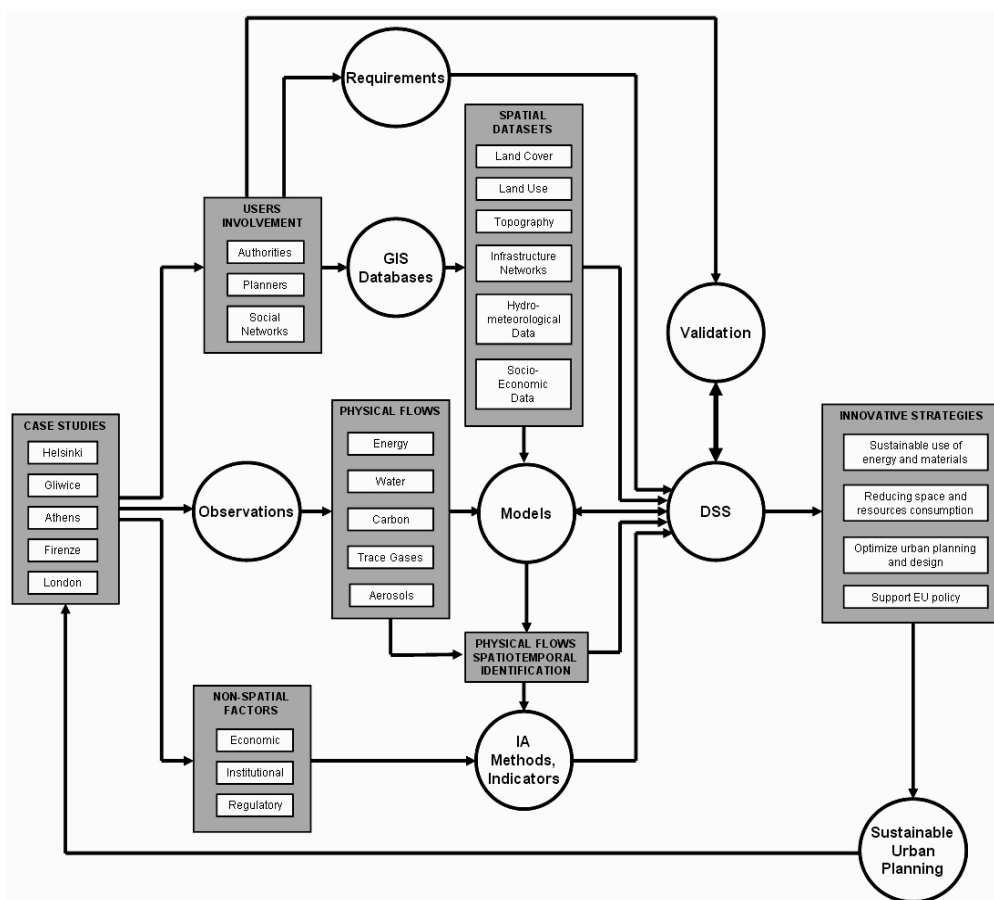 Requirements
SPATIAL
DATASETS
Land Cover
Land Use
Topography
Infrastructure
Networks
Hydro-
meteorological
Data
Socio-
Economic
Data
USERS
INVOLVEMENT
Authorities
Planners
Social
Networks
GIS
Databases
Validation
CASE STUDIES
Helsinki
Gliwice
Athens
Firenze
London
Observations
PHYSICAL FLOWS
Energy
Water
Carbon
Trace Gases
Aerosols
Models
DSS
INNOVATIVE STRATEGIES
Sustainable use of
energy and materials
Reducing space and
resources consumption
Optimize urban planning
and design
Support EU policy
PHYSICAL FLOWS
SPATIOTEMPORAL
IDENTIFICATION
NON-SPATIAL
FACTORS
Economic
Institutional
Regulatory
IA
Methods,
Indicators
Sustainable
Urban
Planning